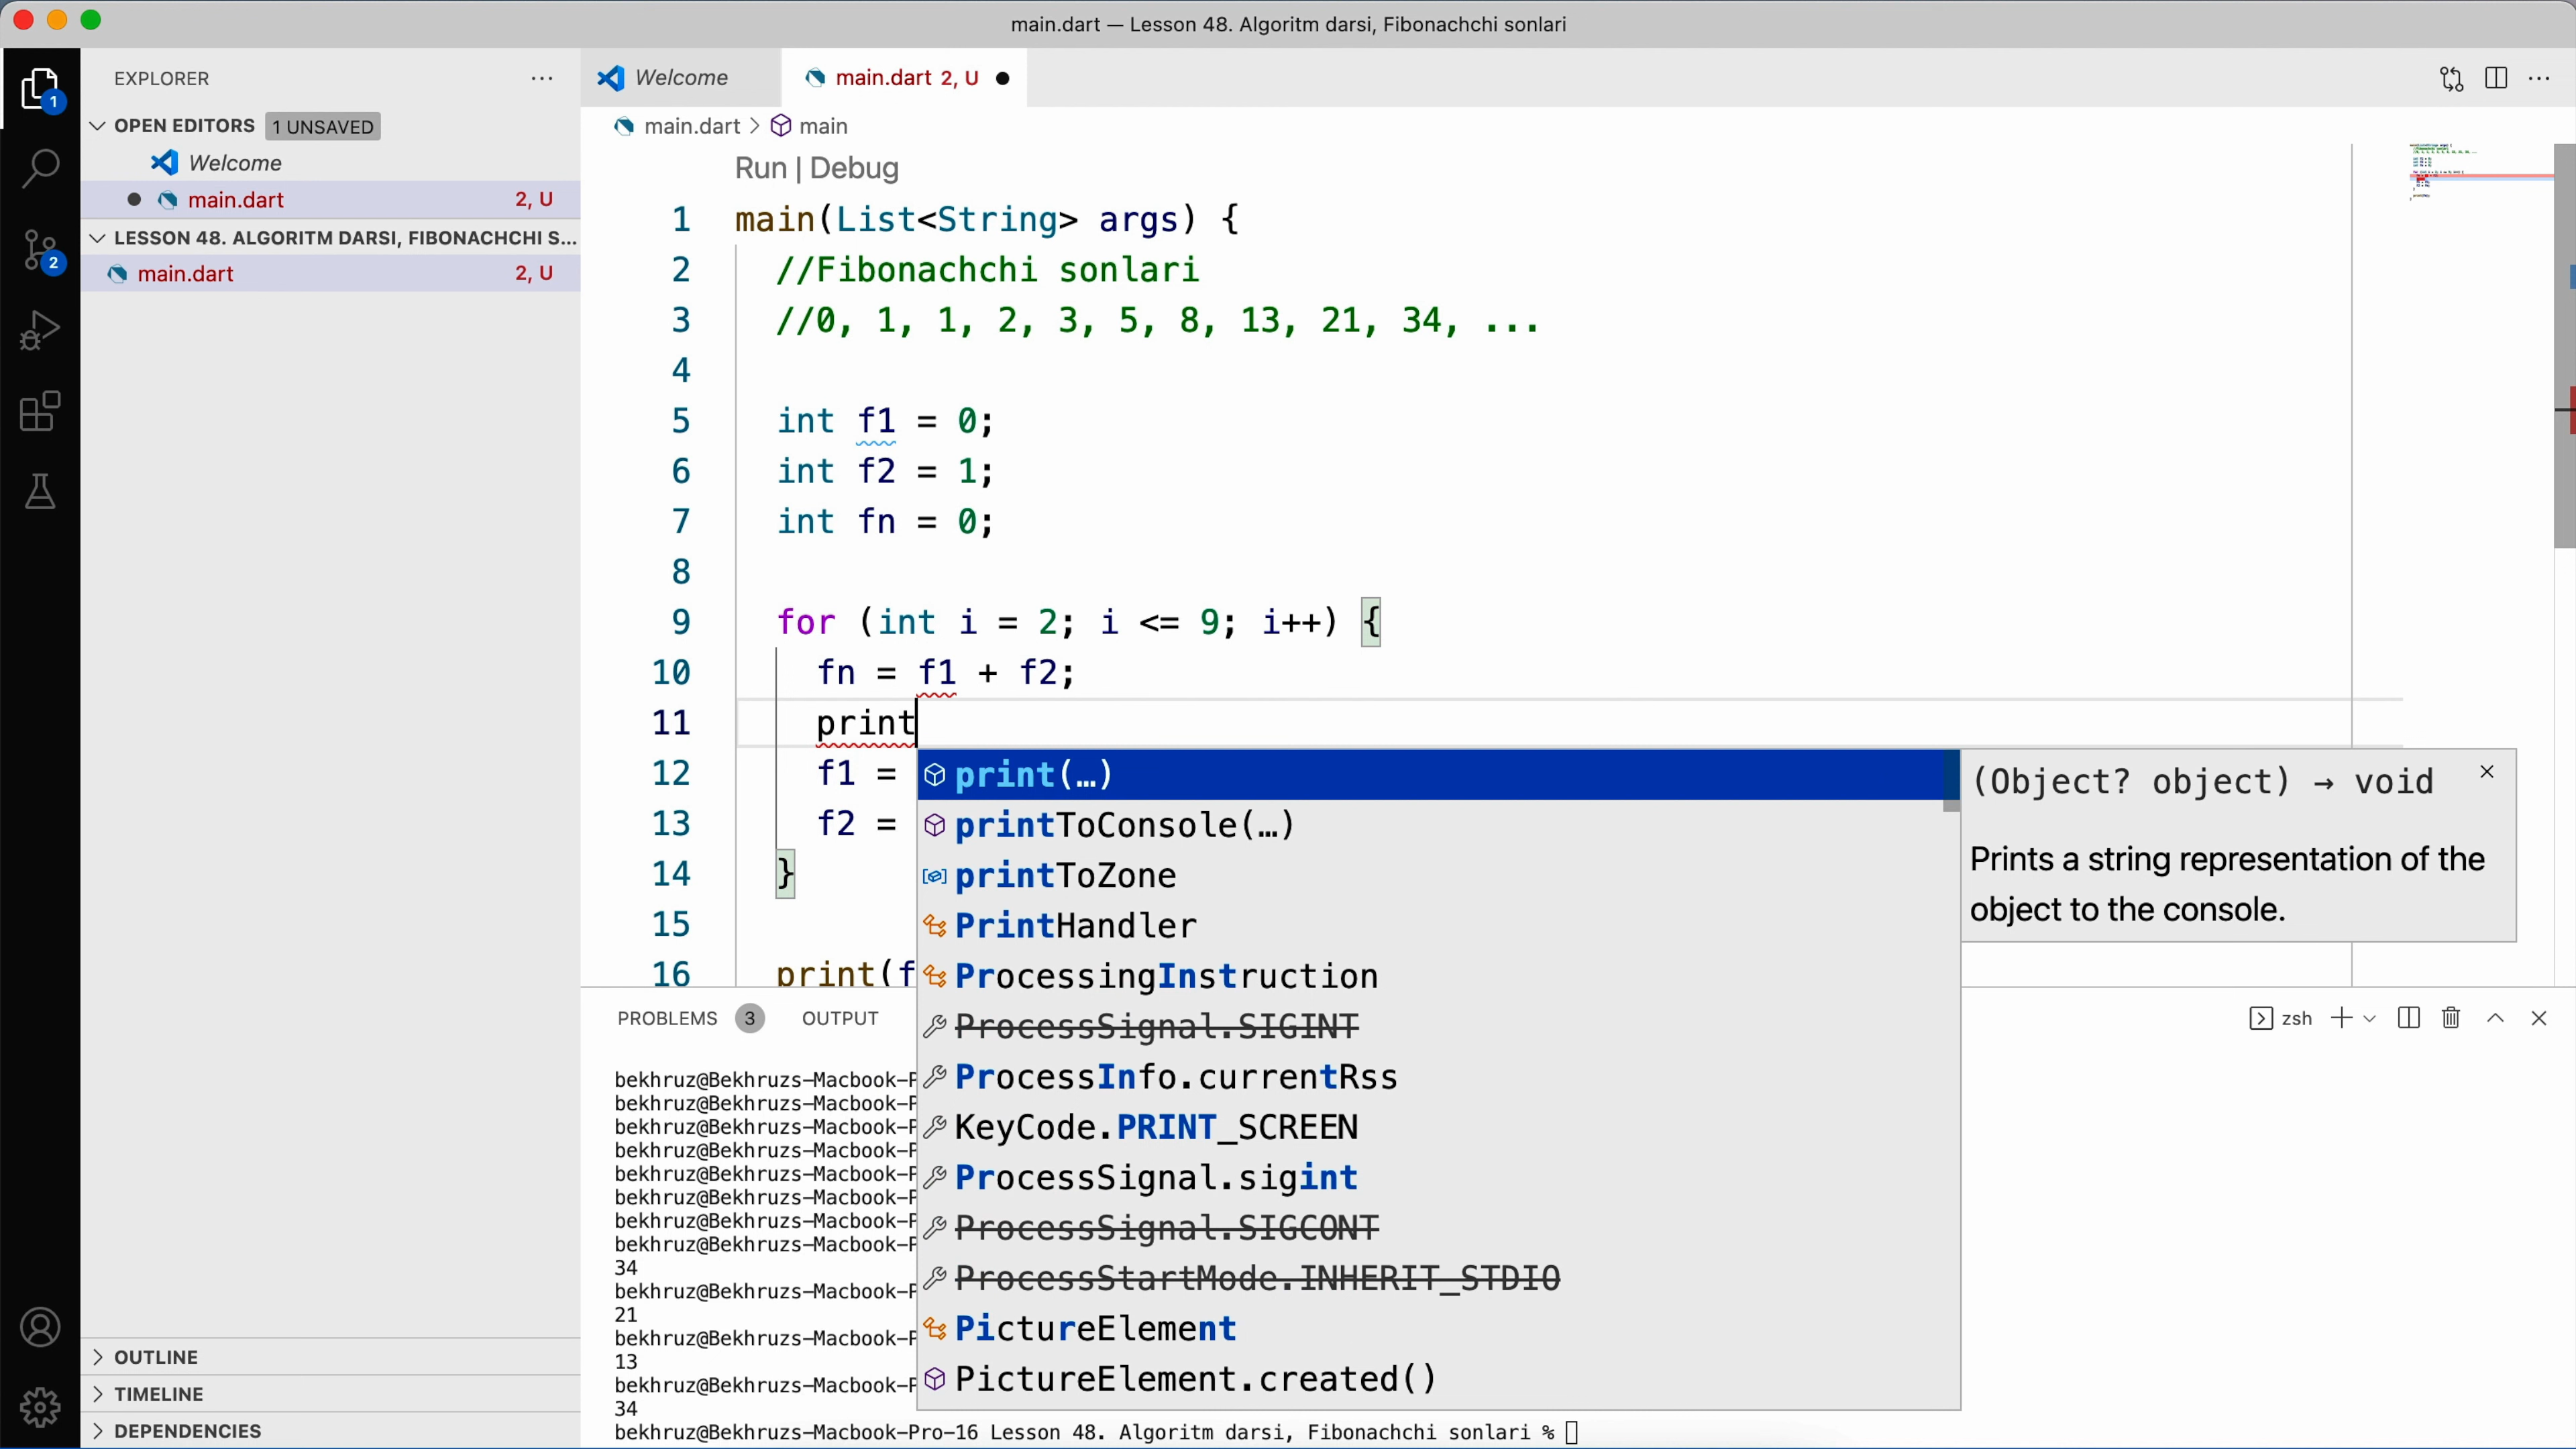 main.dart — Lesson 48. Algoritm darsi, Fibonachchi sonlari
EXPLORER
OPEN EDITORS 1 UNSAVED
Welcome
main.dart 2, U
LESSON 48. ALGORITM DARSI, FIBONACHCHI S...
main.dart 2, U
OUTLINE
TIMELINE
DEPENDENCIES
1
2
Welcome
main.dart 2, U
main.dart > main
Run | Debug
1 main(List<String> args) {
2 //Fibonachchi sonlari
3 //0, 1, 1, 2, 3, 5, 8, 13, 21, 34, ...
4
5 int f1 = 0;
6 int f2 = 1;
7 int fn = 0;
8
9 for (int i = 2; i <= 9; i++) {
10 fn = f1 + f2;
11 print
12 f1 =
13 f2 =
14 }
15
16 print(f
print(…)
printToConsole(…)
printToZone
PrintHandler
ProcessingInstruction
ProcessSignal.SIGINT
ProcessInfo.currentRss
KeyCode.PRINT_SCREEN
ProcessSignal.sigint
ProcessSignal.SIGCONT
ProcessStartMode.INHERIT_STDIO
PictureElement
PictureElement.created()
(Object? object) → void
Prints a string representation of the
object to the console.
PROBLEMS 3 OUTPUT
zsh
bekhruz@Bekhruzs-Macbook-P
bekhruz@Bekhruzs-Macbook-P
bekhruz@Bekhruzs-Macbook-P
bekhruz@Bekhruzs-Macbook-P
bekhruz@Bekhruzs-Macbook-P
bekhruz@Bekhruzs-Macbook-P
bekhruz@Bekhruzs-Macbook-P
bekhruz@Bekhruzs-Macbook-P
34
bekhruz@Bekhruzs-Macbook-P
21
bekhruz@Bekhruzs-Macbook-P
13
bekhruz@Bekhruzs-Macbook-P
34
bekhruz@Bekhruzs-Macbook-Pro-16 Lesson 48. Algoritm darsi, Fibonachchi sonlari %